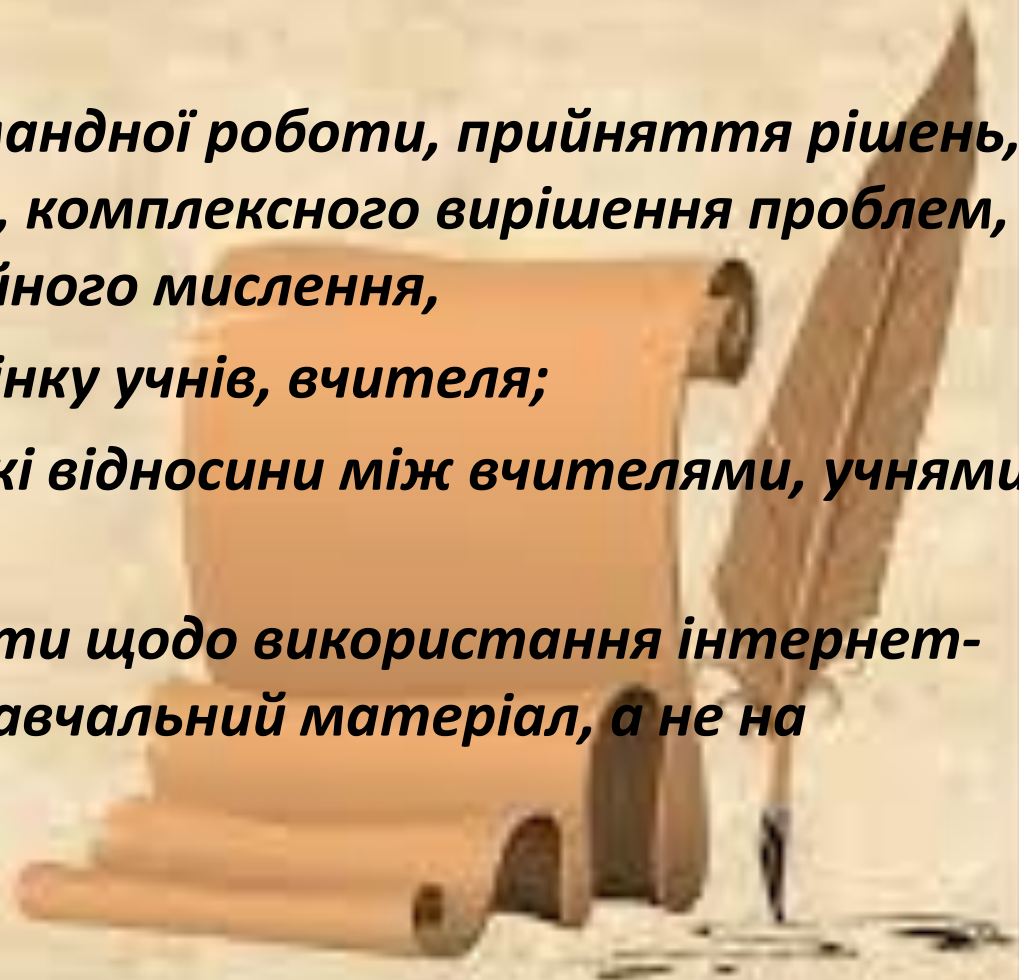 андної роботи, прийняття рішень,
, комплексного вирішення проблем,
йного мислення,
інку учнів, вчителя;
кі відносини між вчителями, учнями
ти щодо використання інтернет-
авчальний матеріал, а не на